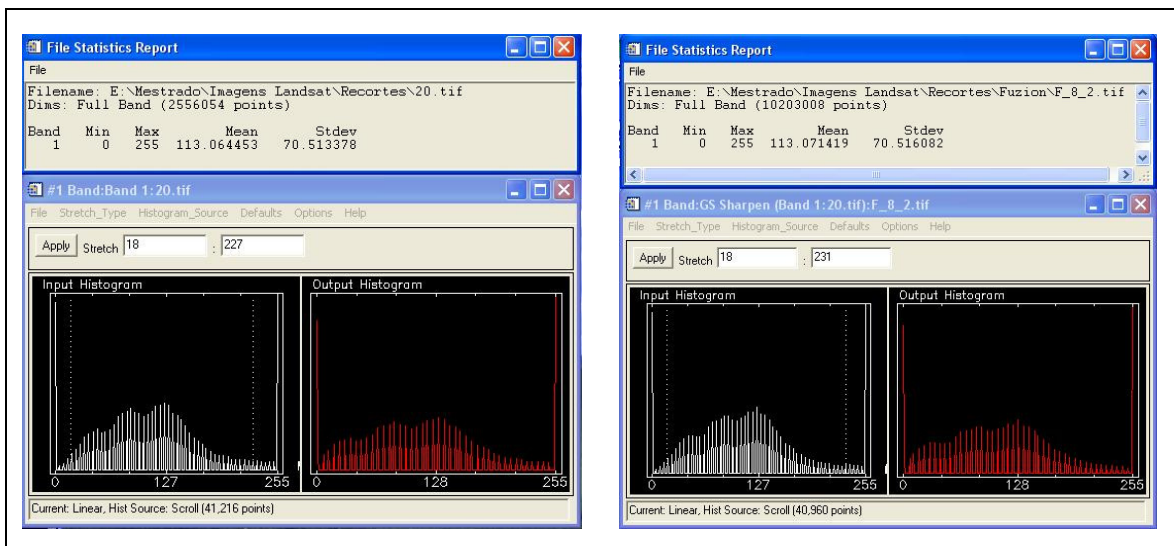 File Statistics Report
File
Filename: E:\Mestrado\Imagens Landsat\Recortes\20.tif
Dims: Full Band (2556054 points)
Band Min Max Mean Stdev
1 0 255 113.064453 70.513378
#1 Band:Band 1:20.tif
File Stretch_Type Histogram_Source Defaults Options Help
Apply Stretch 18 : 227
Input Histogram Output Histogram
0 127 255 0 128 255
Current: Linear, Hist Source: Scroll (41,216 points)
File Statistics Report
File
Filename: E:\Mestrado\Imagens Landsat\Recortes\Fuzion\F_8_2.tif
Dims: Full Band (10203008 points)
Band Min Max Mean Stdev
1 0 255 113.071419 70.516082
#1 Band:GS Sharpen (Band 1:20.tif):F_8_2.tif
File Stretch_Type Histogram_Source Defaults Options Help
Apply Stretch 18 : 231
Input Histogram Output Histogram
0 127 255 0 128 255
Current: Linear, Hist Source: Scroll (40,960 points)